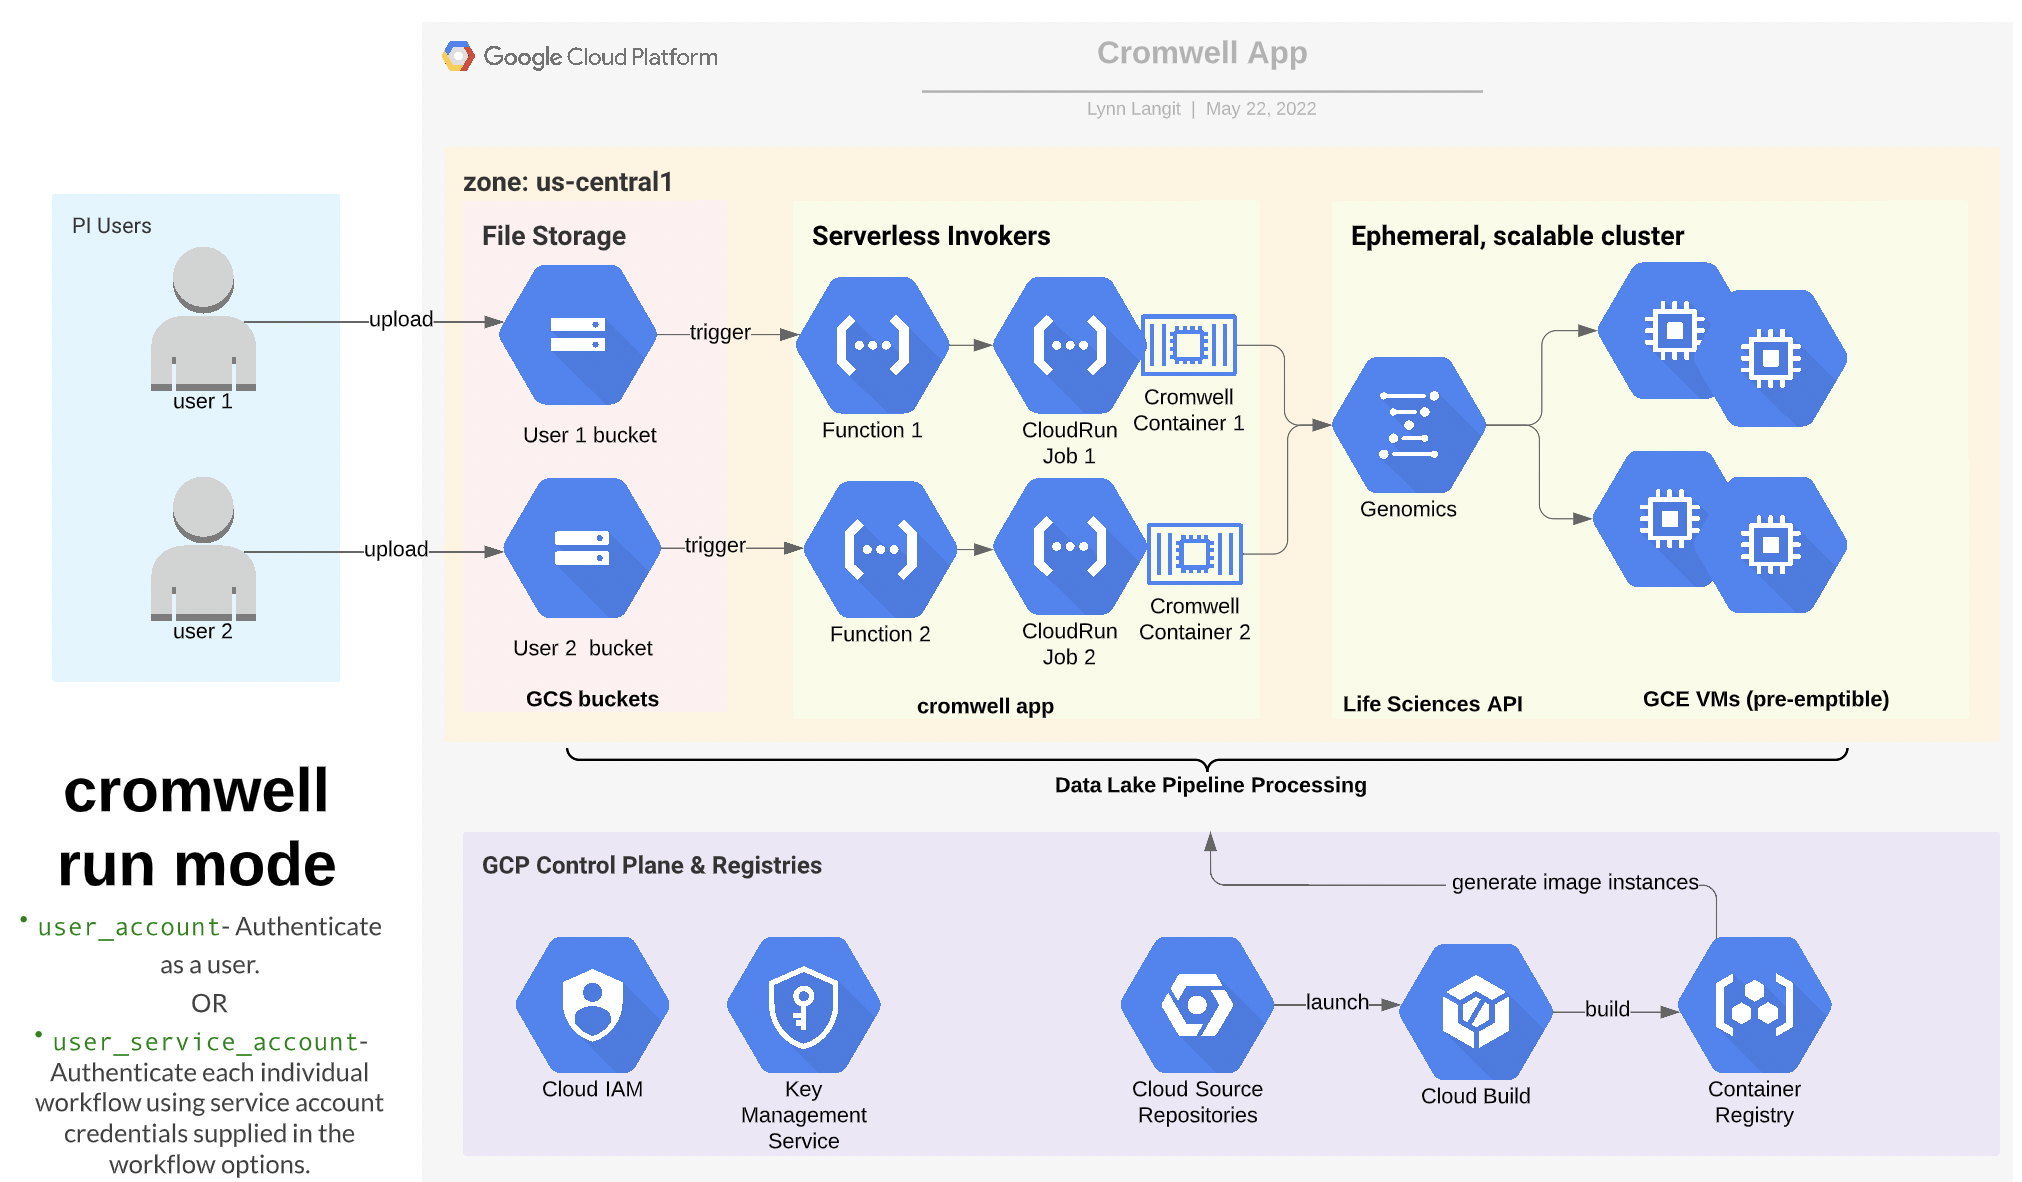 Google Cloud Platform
Cromwell App
Lynn Langit | May 22, 2022
zone: us-central1
PI Users
user 1
user 2
upload
upload
File Storage
User 1 bucket
User 2 bucket
GCS buckets
trigger
trigger
Serverless Invokers
Function 1
CloudRun
Job 1
Cromwell
Container 1
Function 2
CloudRun
Job 2
Cromwell
Container 2
cromwell app
Ephemeral, scalable cluster
Genomics
Life Sciences API
GCE VMs (pre-emptible)
Data Lake Pipeline Processing
cromwell
run mode
• user_account- Authenticate
as a user.
OR
• user_service_account-
Authenticate each individual
workflow using service account
credentials supplied in the
workflow options.
GCP Control Plane & Registries
generate image instances
Cloud IAM
Key
Management
Service
Cloud Source
Repositories
launch
Cloud Build
build
Container
Registry